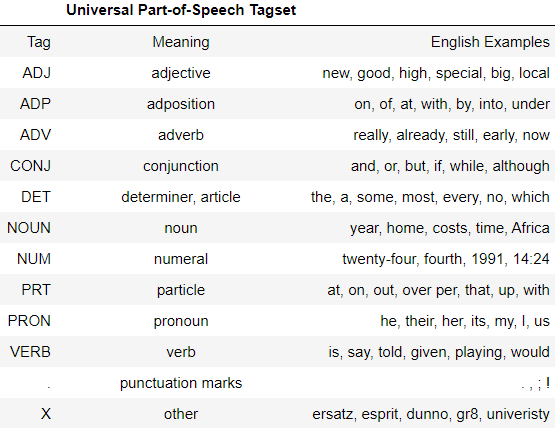 Universal Part-of-Speech Tagset
Tag Meaning English Examples
ADJ adjective new, good, high, special, big, local
ADP adposition on, of, at, with, by, into, under
ADV adverb really, already, still, early, now
CONJ conjunction and, or, but, if, while, although
DET determiner, article the, a, some, most, every, no, which
NOUN noun year, home, costs, time, Africa
NUM numeral twenty-four, fourth, 1991, 14:24
PRT particle at, on, out, over per, that, up, with
PRON pronoun he, their, her, its, my, I, us
VERB verb is, say, told, given, playing, would
. punctuation marks . , ; !
X other ersatz, esprit, dunno, gr8, univeristy